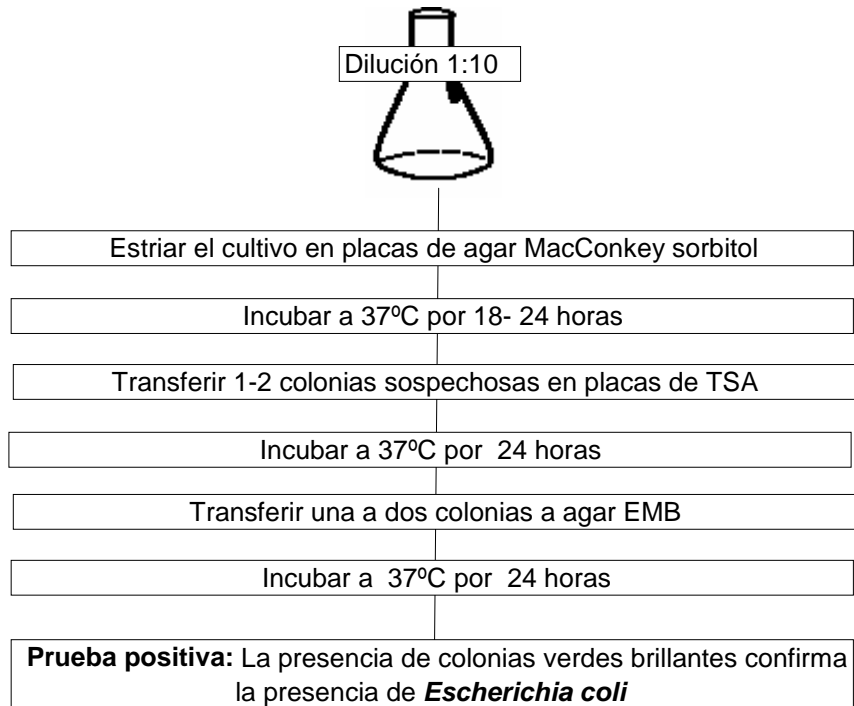 Dilución 1:10
Estriar el cultivo en placas de agar MacConkey sorbitol
Incubar a 37ºC por 18- 24 horas
Transferir 1-2 colonias sospechosas en placas de TSA
Incubar a 37ºC por 24 horas
Transferir una a dos colonias a agar EMB
Incubar a 37ºC por 24 horas
Prueba positiva: La presencia de colonias verdes brillantes confirma
la presencia de Escherichia coli